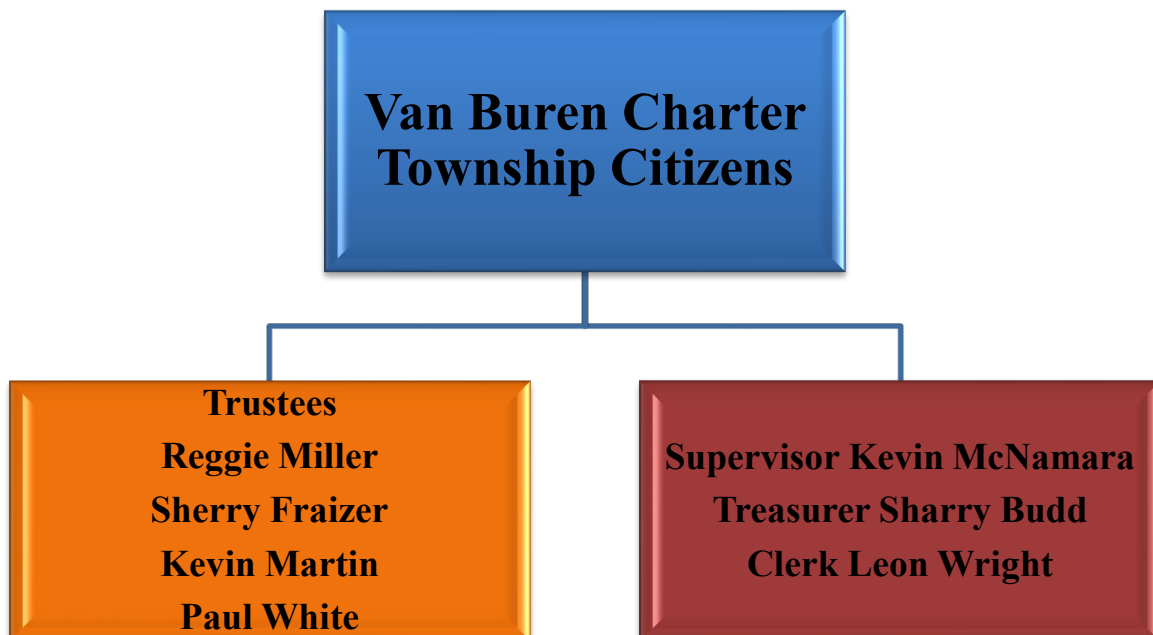 Van Buren Charter
Township Citizens
Trustees
Reggie Miller
Sherry Fraizer
Kevin Martin
Paul White
Supervisor Kevin McNamara
Treasurer Sharry Budd
Clerk Leon Wright